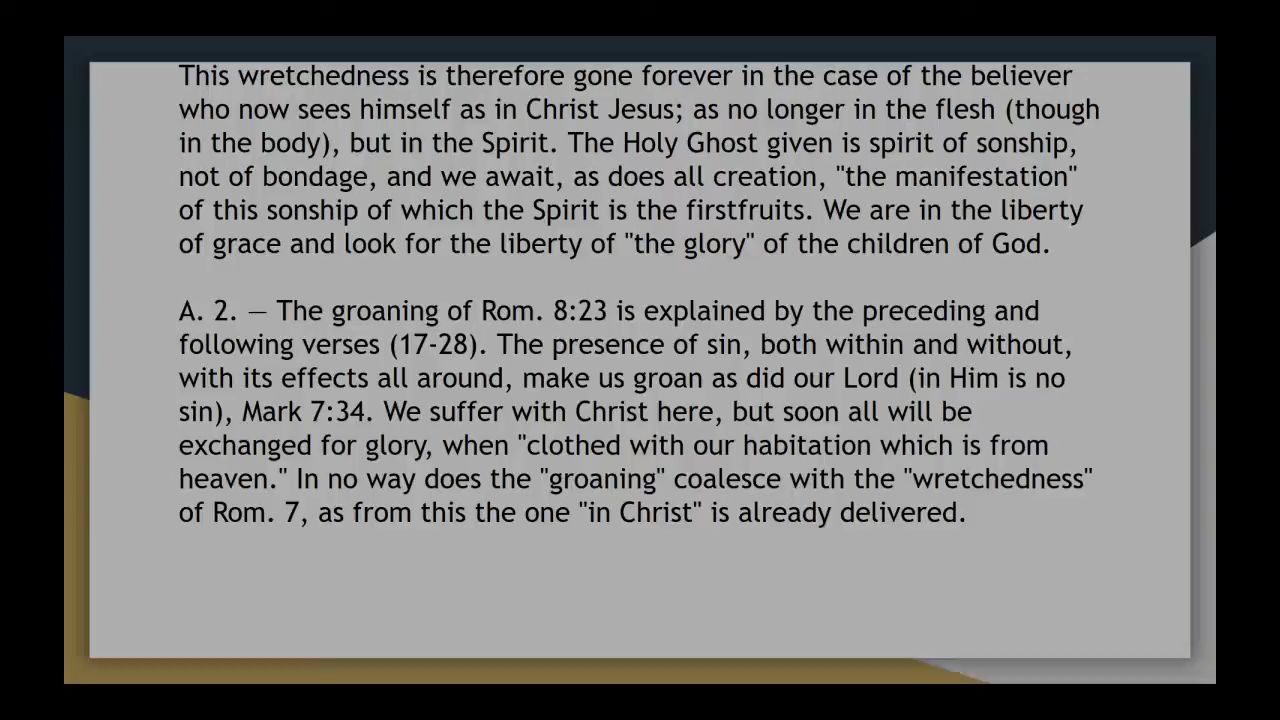 This wretchedness is therefore gone forever in the case of the believer
who now sees himself as in Christ Jesus; as no longer in the flesh (though
in the body), but in the Spirit. The Holy Ghost given is spirit of sonship,
not of bondage, and we await, as does all creation, "the manifestation"
of this sonship of which the Spirit is the firstfruits. We are in the liberty
of grace and look for the liberty of "the glory" of the children of God.
A. 2. — The groaning of Rom. 8:23 is explained by the preceding and
following verses (17-28). The presence of sin, both within and without,
with its effects all around, make us groan as did our Lord (in Him is no
sin), Mark 7:34. We suffer with Christ here, but soon all will be
exchanged for glory, when "clothed with our habitation which is from
heaven." In no way does the "groaning" coalesce with the "wretchedness"
of Rom. 7, as from this the one "in Christ" is already delivered.